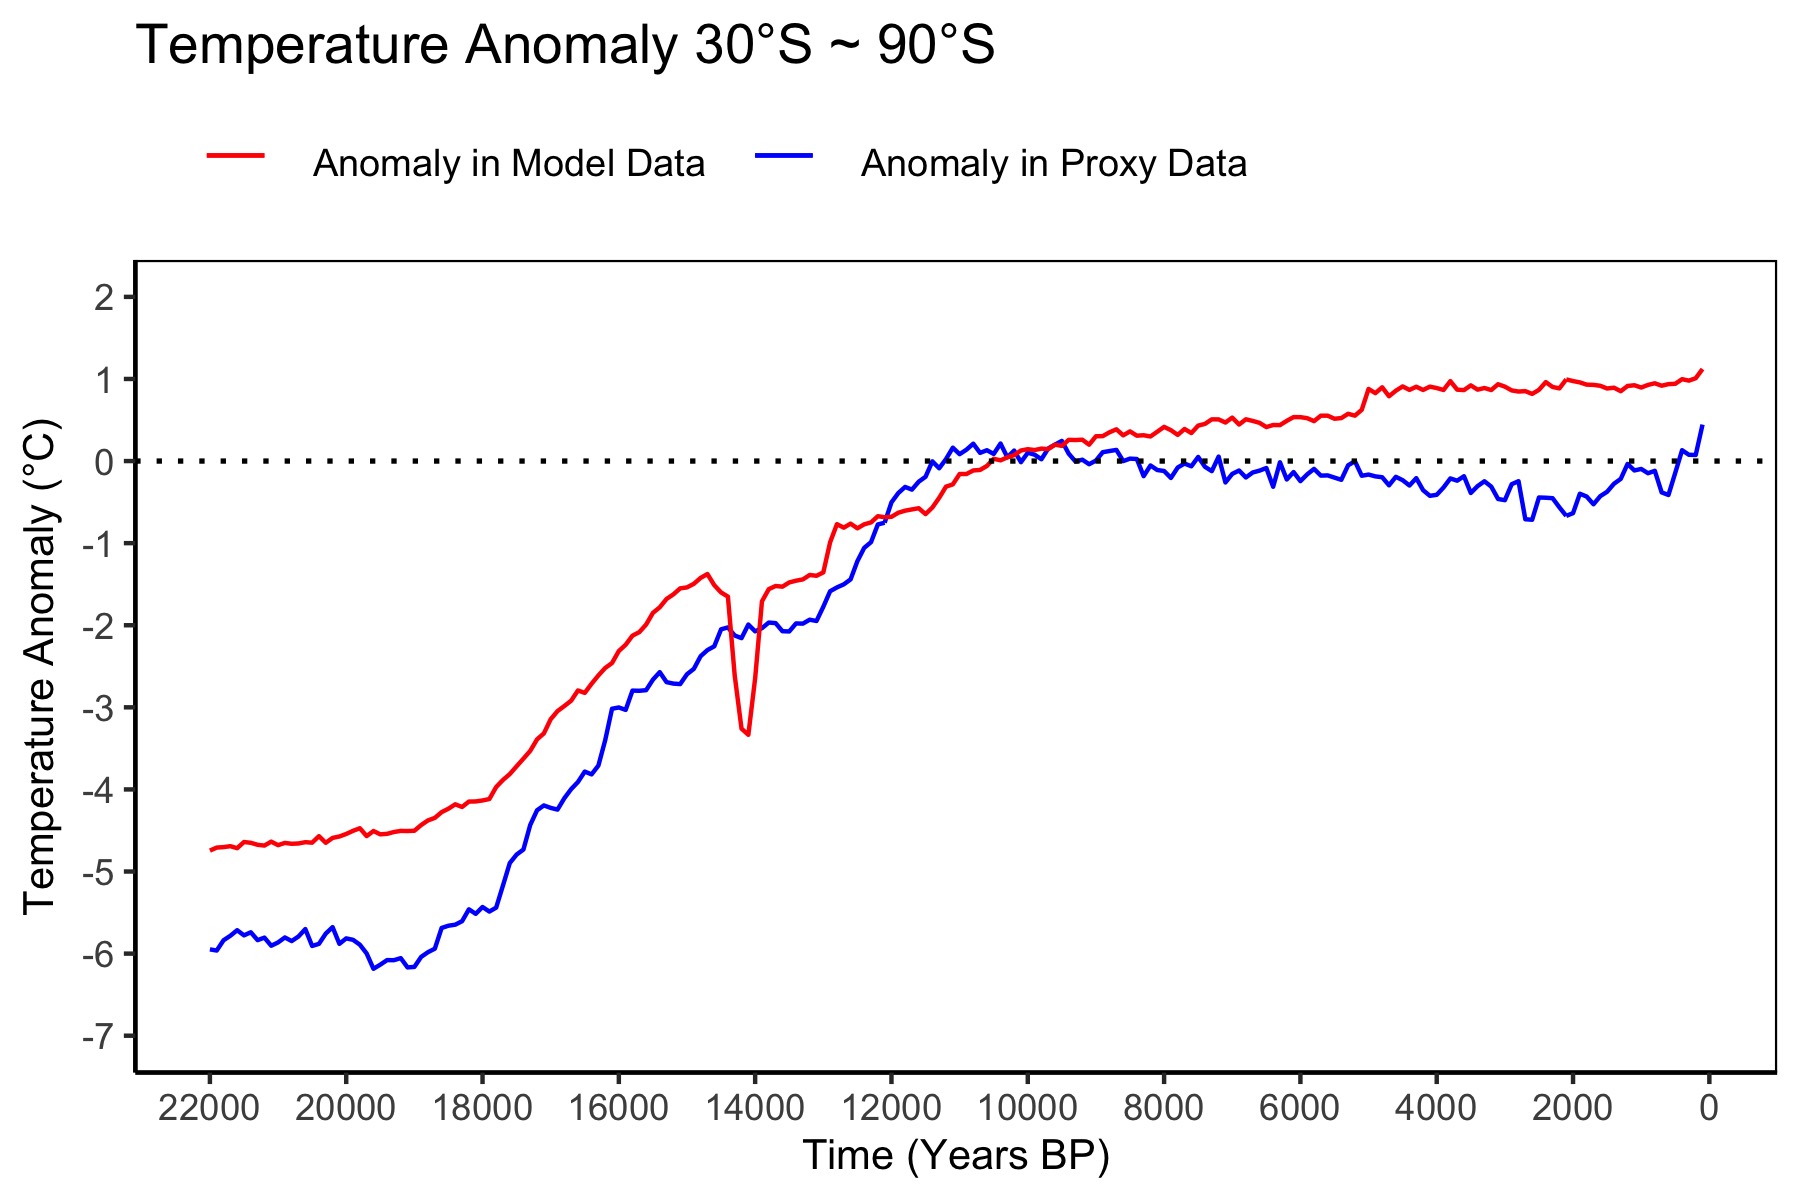 Temperature Anomaly 30°S ~ 90°S
Anomaly in Model Data
Anomaly in Proxy Data
Temperature Anomaly (°C)
2
1
0
-1
-2
-3
-4
-5
-6
-7
22000 20000 18000 16000 14000 12000 10000 8000 6000 4000 2000 0
Time (Years BP)